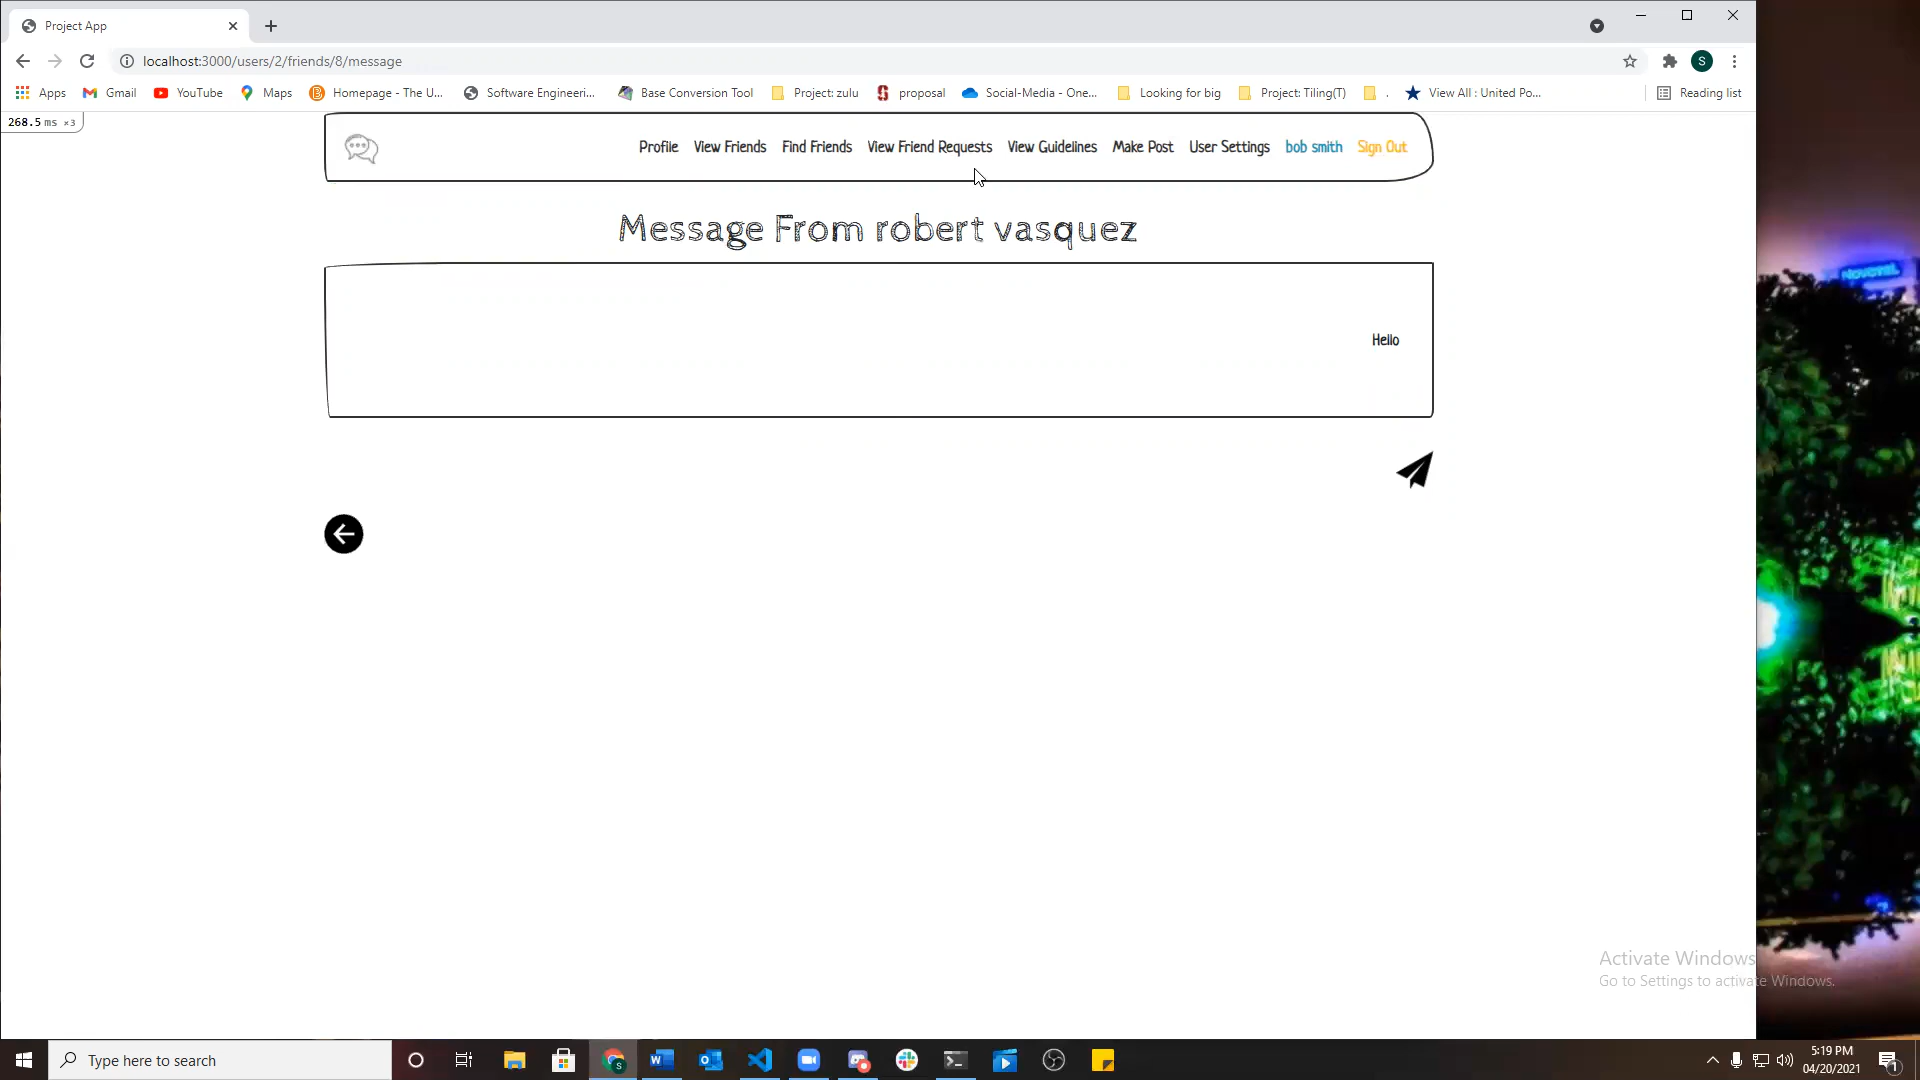 Project App
localhost:3000/users/2/friends/8/message
Apps Gmail YouTube Maps Homepage - The U... Software Engineeri... Base Conversion Tool Project: zulu proposal Social-Media - One... Looking for big Project: Tiling(T) . View All : United Po... Reading list
268.5 ms ×3
Profile View Friends Find Friends View Friend Requests View Guidelines Make Post User Settings bob smith Sign Out
Message From robert vasquez
Hello
NOVOTEL
Activate Windows
Go to Settings to activate Windows.
Type here to search
5:19 PM
04/20/2021
S
1